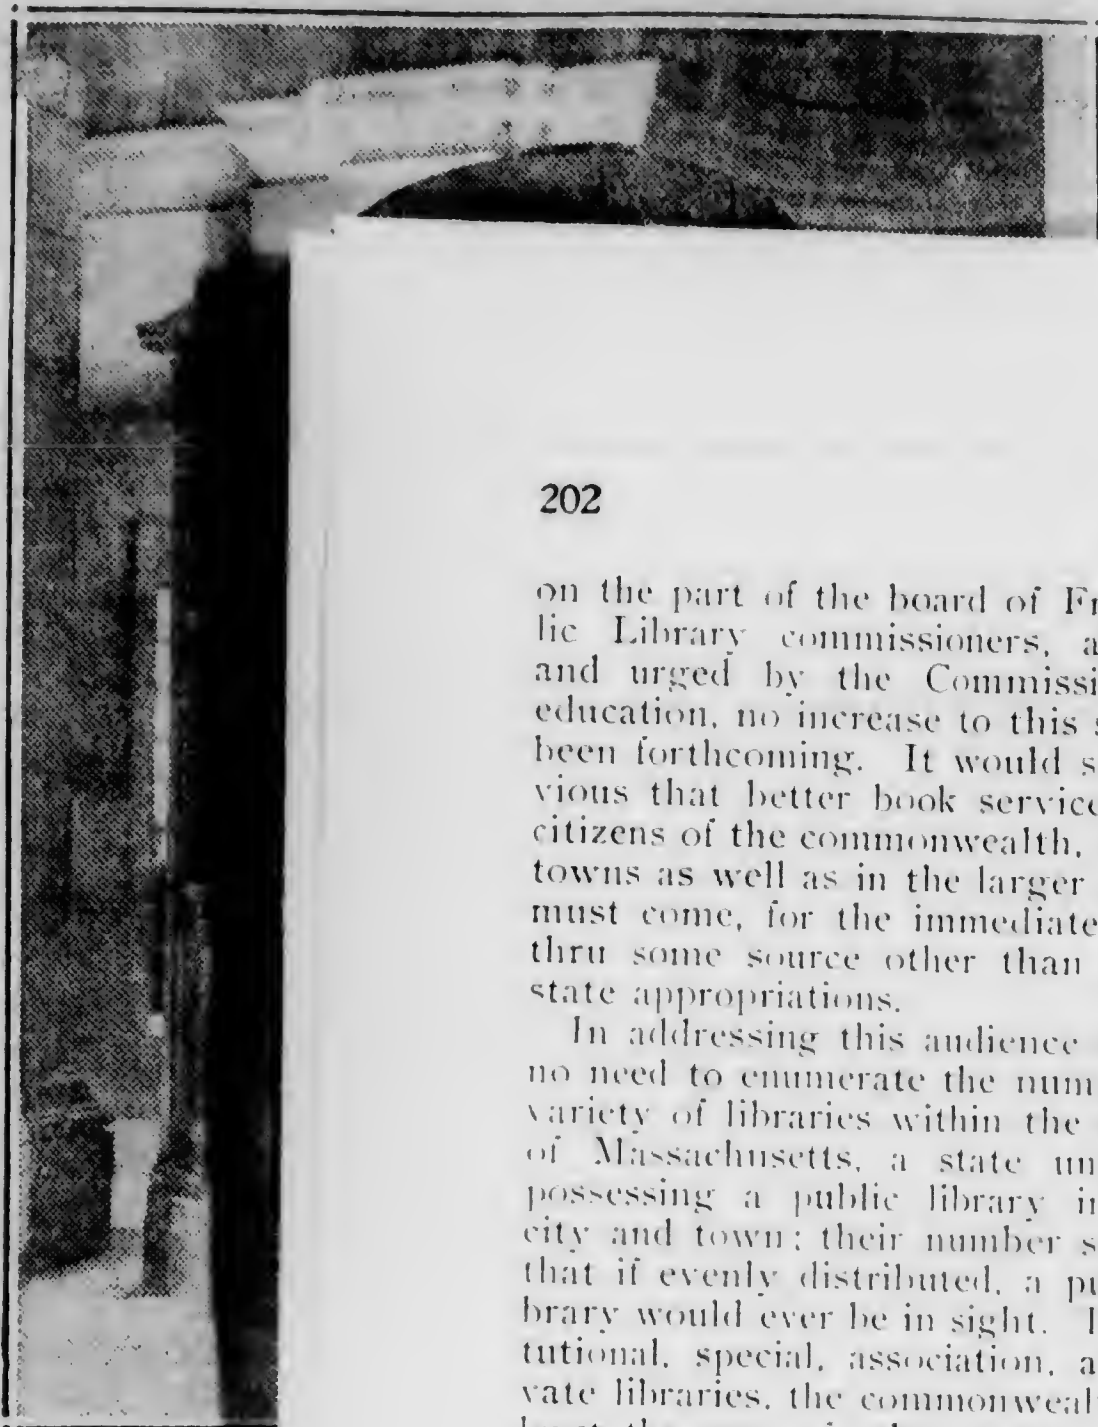 202
on the part of the board of Fr
lic Library commissioners, a
and urged by the Commissi
education, no increase to this s
been forthcoming. It would s
vious that better book service
citizens of the commonwealth,
towns as well as in the larger
must come, for the immediate
thru some source other than
state appropriations.
In addressing this audience
no need to enumerate the num
variety of libraries within the
of Massachusetts, a state un
possessing a public library in
city and town; their number s
that if evenly distributed, a pu
brary would ever be in sight. I
tutional, special, association, a
vate libraries, the commonweal